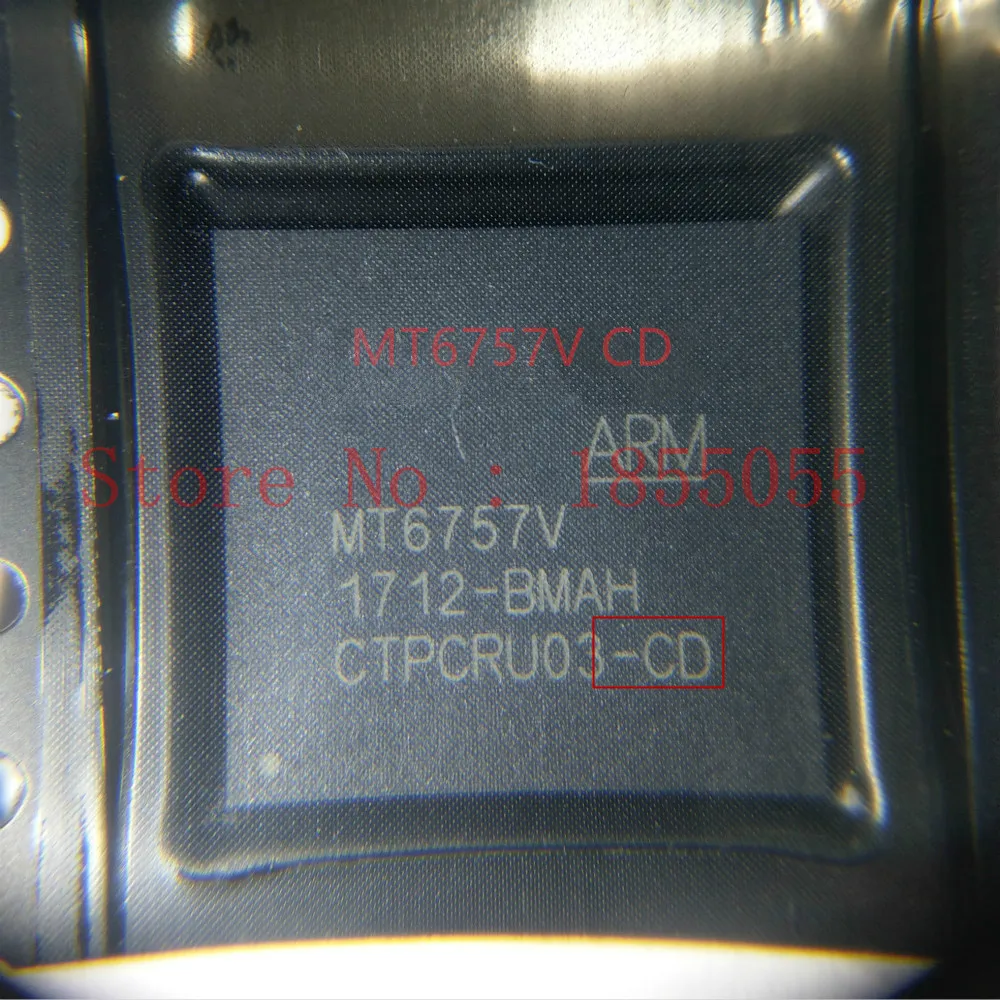 MT6757V CD
ARM
Store No : 1855055
MT6757V
1712-BMAH
CTPCRU03-CD